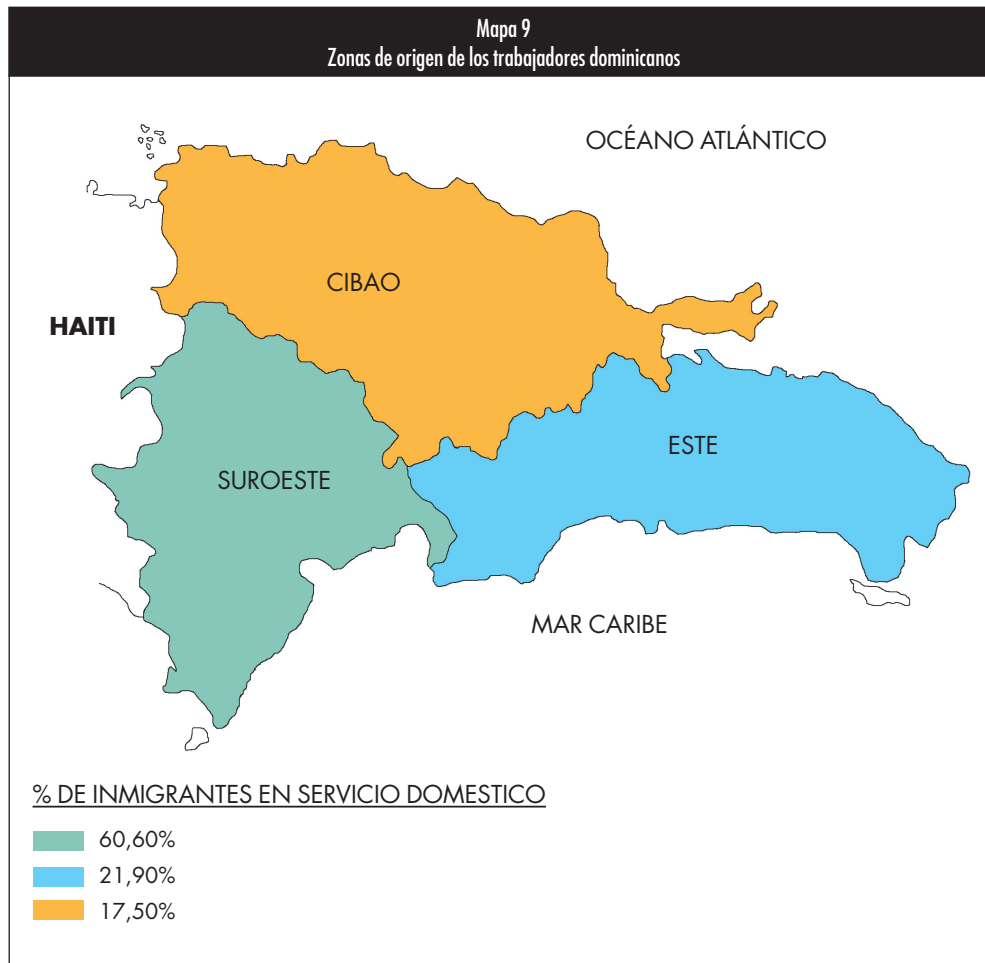 Mapa 9
Zonas de origen de los trabajadores dominicanos
OCÉANO ATLÁNTICO
CIBAO
HAITI
ESTE
SUROESTE
MAR CARIBE
% DE INMIGRANTES EN SERVICIO DOMESTICO
60,60%
21,90%
17,50%